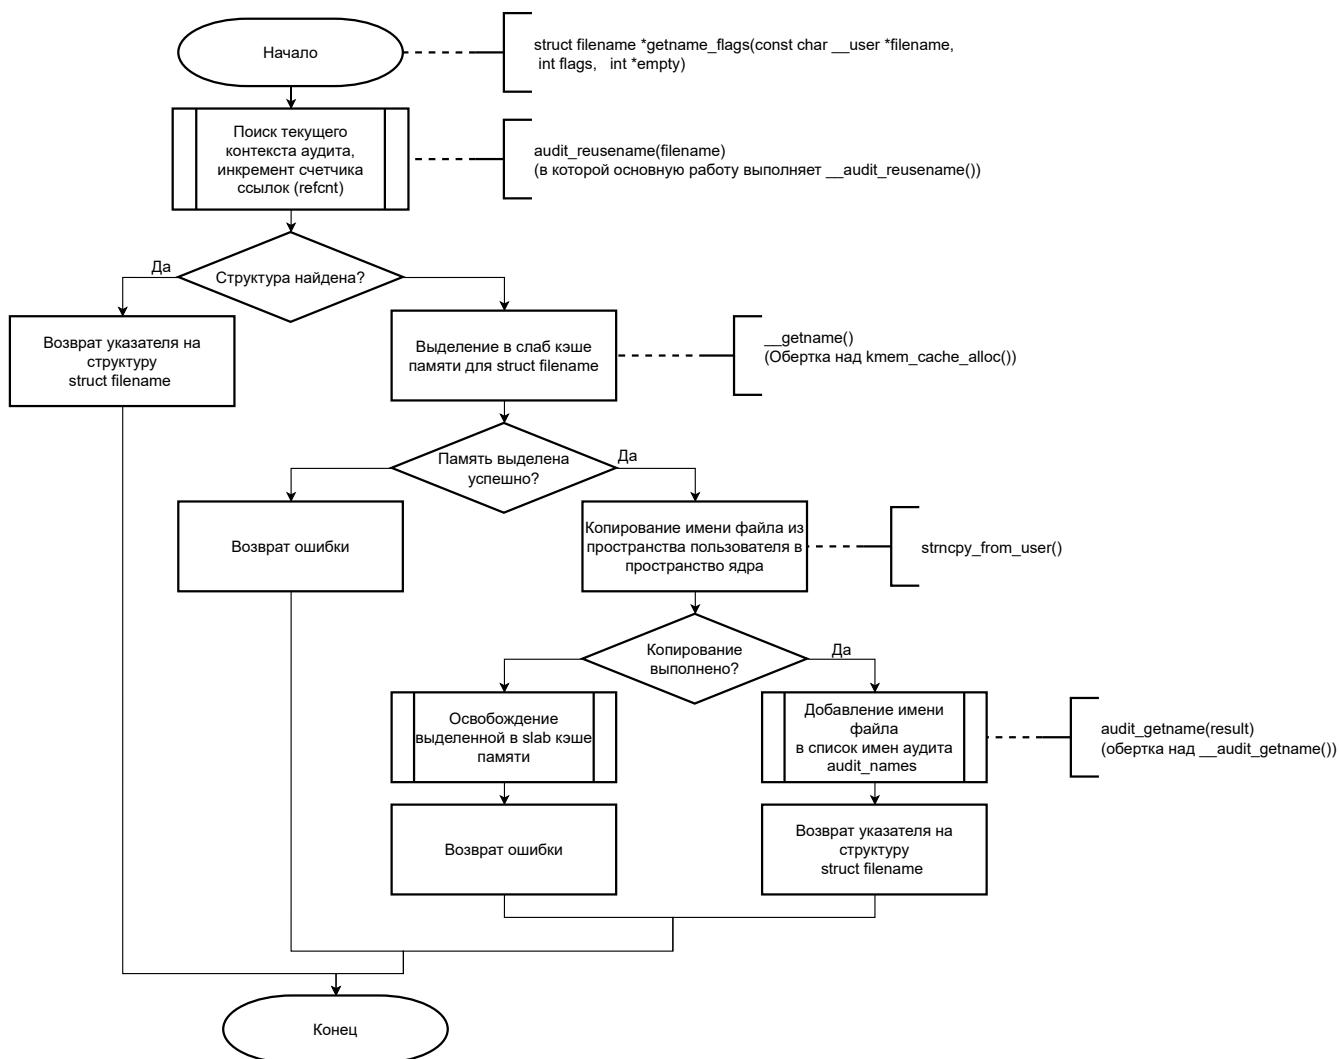 Начало
struct filename *getname_flags(const char __user *filename,
int flags, int *empty)
Поиск текущего
контекста аудита,
инкремент счетчика
ссылок (refcnt)
audit_reusename(filename)
(в которой основную работу выполняет __audit_reusename())
Да
Структура найдена?
Возврат указателя на
структуру
struct filename
Выделение в слаб кэше
памяти для struct filename
__getname()
(Обертка над kmem_cache_alloc())
Память выделена
успешно?
Да
Возврат ошибки
Копирование имени файла из
пространства пользователя в
пространство ядра
strncpy_from_user()
Копирование
выполнено?
Да
Освобождение
выделенной в slab кэше
памяти
Добавление имени
файла
в список имен аудита
audit_names
audit_getname(result)
(обертка над __audit_getname())
Возврат ошибки
Возврат указателя на
структуру
struct filename
Конец